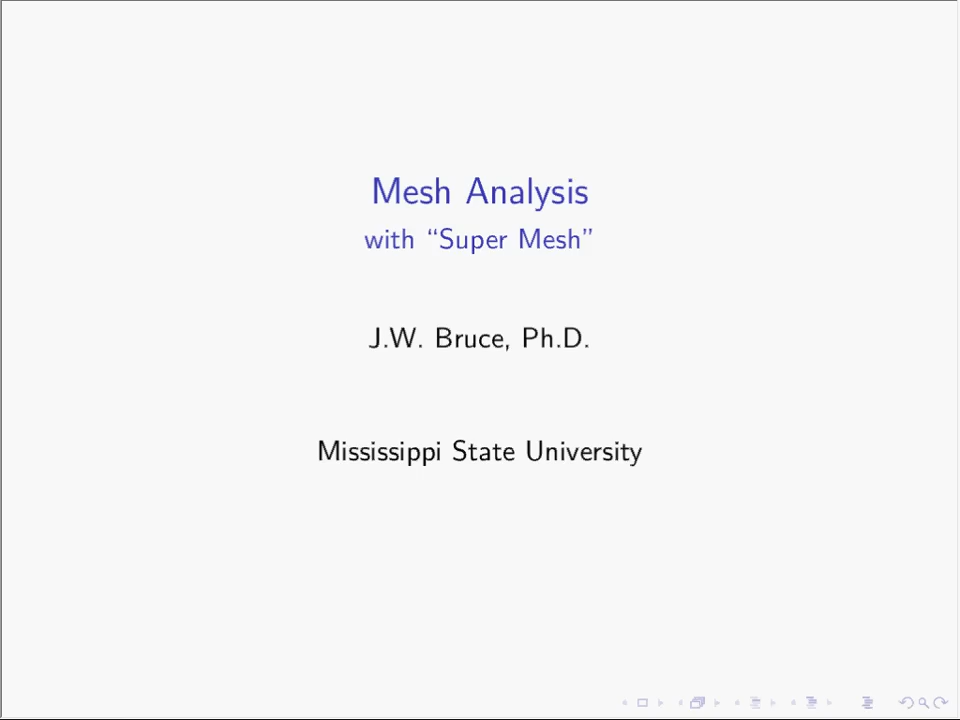 Mesh Analysis
with “Super Mesh”
J.W. Bruce, Ph.D.
Mississippi State University